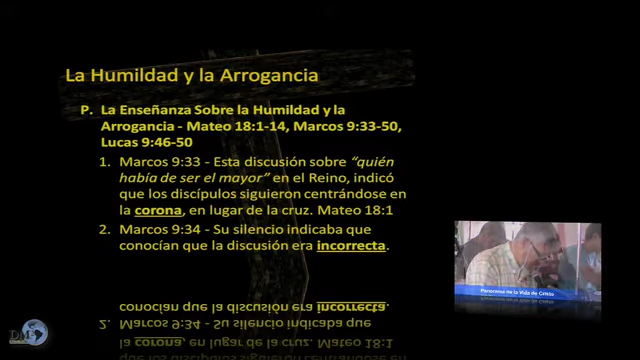 La Humildad y la Arrogancia
P. La Enseñanza Sobre la Humildad y la
Arrogancia - Mateo 18:1-14, Marcos 9:33-50,
Lucas 9:46-50
1. Marcos 9:33 - Esta discusión sobre "quién
había de ser el mayor" en el Reino, indicó
que los discípulos siguieron centrándose en
la corona, en lugar de la cruz. Mateo 18:1
2. Marcos 9:34 - Su silencio indicaba que
conocían que la discusión era incorrecta.
Panorama de la Vida de Cristo
DM